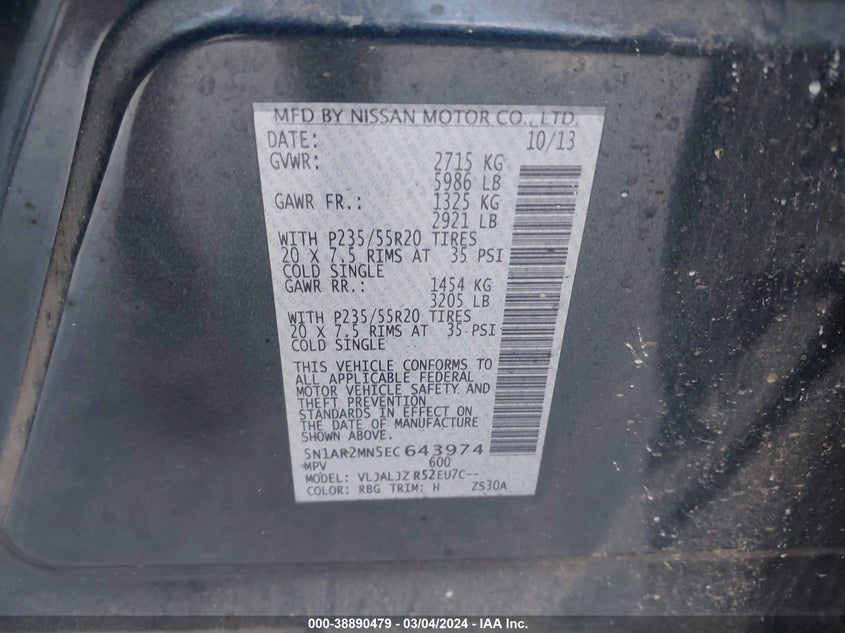 MFD BY NISSAN MOTOR CO., LTD.
DATE: 10/13
GVWR: 2715 KG
5986 LB
GAWR FR.: 1325 KG
2921 LB
WITH P235/55R20 TIRES
20 X 7.5 RIMS AT 35 PSI
COLD SINGLE
GAWR RR.: 1454 KG
3205 LB
WITH P235/55R20 TIRES
20 X 7.5 RIMS AT 35 PSI
COLD SINGLE
THIS VEHICLE CONFORMS TO
ALL APPLICABLE FEDERAL
MOTOR VEHICLE SAFETY AND
THEFT PREVENTION
STANDARDS IN EFFECT ON
THE DATE OF MANUFACTURE
SHOWN ABOVE.
5N1AR2MN5EC643974
MPV 600
MODEL: VLJALJZ R52EU7C--
COLOR: RBG TRIM: H ZS30A
000-38890479 — 03/04/2024 — IAA Inc.